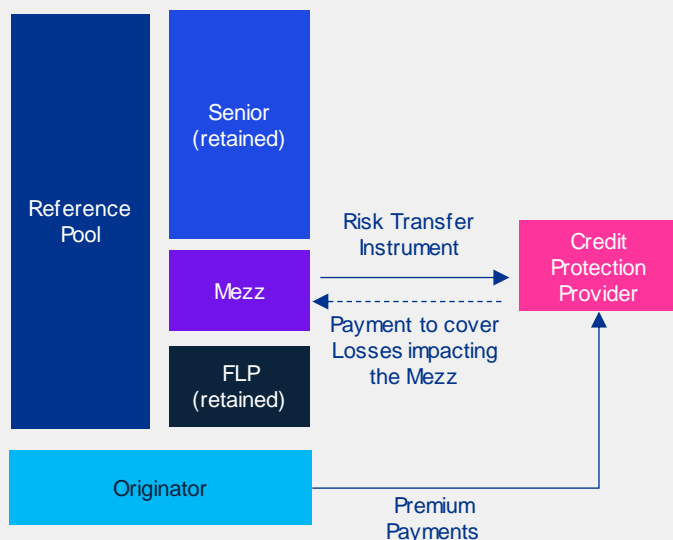 Reference
Pool
Senior
(retained)
Mezz
FLP
(retained)
Originator
Risk Transfer
Instrument
Payment to cover
Losses impacting
the Mezz
Credit
Protection
Provider
Premium
Payments